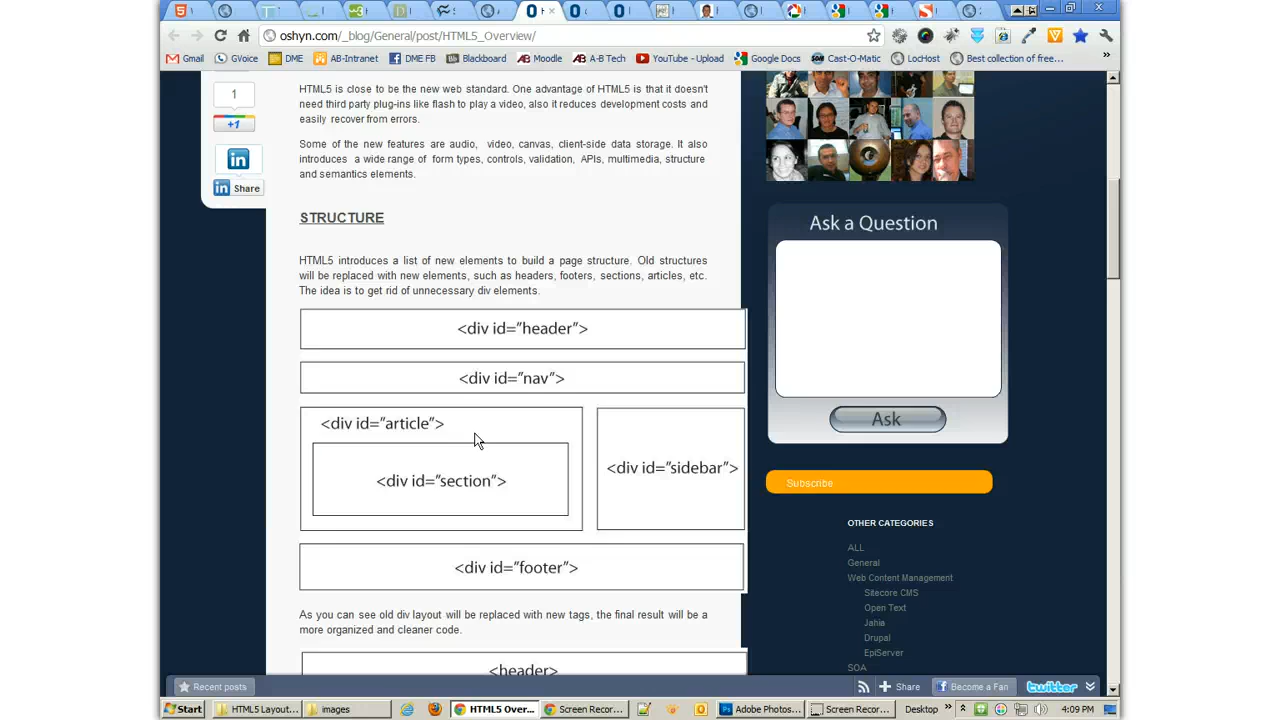 oshyn.com/_blog/General/post/HTML5_Overview/
Gmail GVoice DME AB-Intranet DME FB Blackboard Moodle A-B Tech YouTube - Upload Google Docs Cast-O-Matic LocHost Best collection of free... »
1
+1
in
in Share
HTML5 is close to be the new web standard. One advantage of HTML5 is that it doesn't
need third party plug-ins like flash to play a video, also it reduces development costs and
easily recover from errors.
Some of the new features are audio, video, canvas, client-side data storage. It also
introduces a wide range of form types, controls, validation, APIs, multimedia, structure
and semantics elements.
STRUCTURE
HTML5 introduces a list of new elements to build a page structure. Old structures
will be replaced with new elements, such as headers, footers, sections, articles, etc.
The idea is to get rid of unnecessary div elements.
<div id="header">
<div id="nav">
<div id="article">
<div id="section">
<div id="sidebar">
<div id="footer">
As you can see old div layout will be replaced with new tags, the final result will be a
more organized and cleaner code.
<header>
Ask a Question
Ask
Subscribe
OTHER CATEGORIES
ALL
General
Web Content Management
Sitecore CMS
Open Text
Jahia
Drupal
EpiServer
SOA
Recent posts
Share
Become a Fan
twitter
Start HTML5 Layout... images HTML5 Over... Screen Recor... Adobe Photos... Screen Recor... Desktop » 4:09 PM